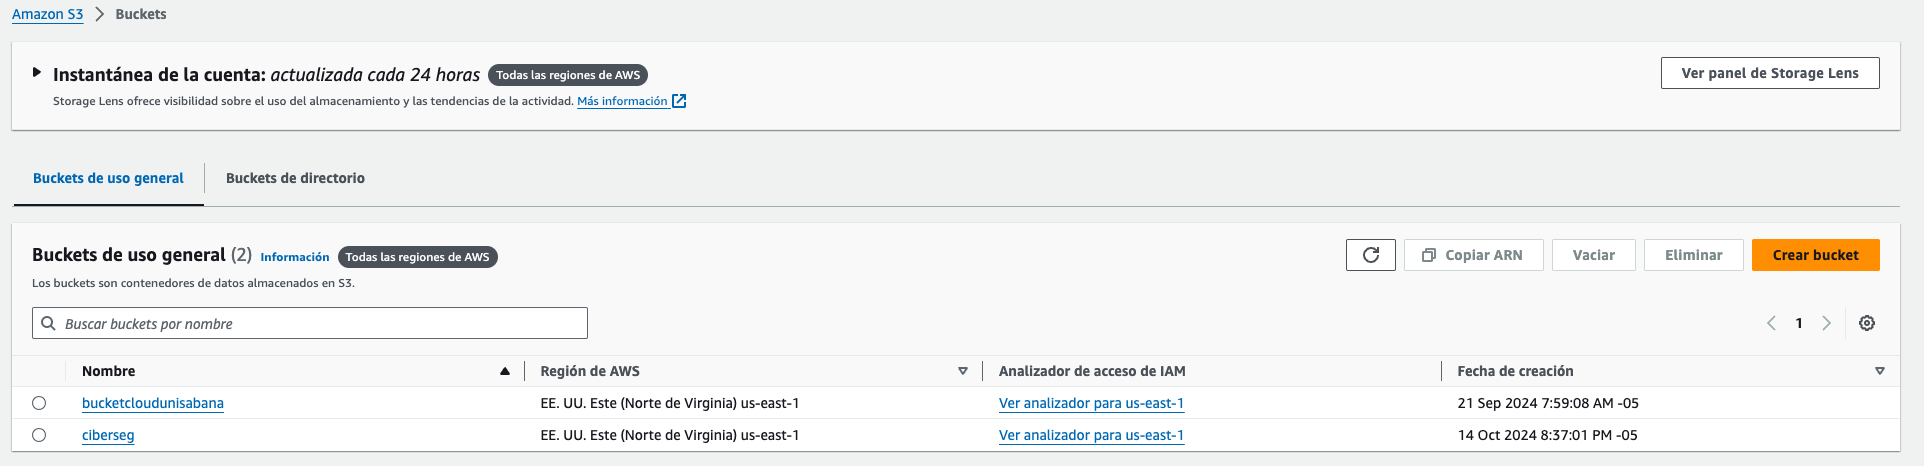 Amazon S3 > Buckets
Instantánea de la cuenta: actualizada cada 24 horas Todas las regiones de AWS
Ver panel de Storage Lens
Storage Lens ofrece visibilidad sobre el uso del almacenamiento y las tendencias de la actividad. Más información
Buckets de uso general Buckets de directorio
Buckets de uso general (2) Información Todas las regiones de AWS
Copiar ARN Vaciar Eliminar Crear bucket
Los buckets son contenedores de datos almacenados en S3.
Buscar buckets por nombre
1
Nombre Región de AWS Analizador de acceso de IAM Fecha de creación
bucketcloudunisabana EE. UU. Este (Norte de Virginia) us-east-1 Ver analizador para us-east-1 21 Sep 2024 7:59:08 AM -05
ciberseg EE. UU. Este (Norte de Virginia) us-east-1 Ver analizador para us-east-1 14 Oct 2024 8:37:01 PM -05